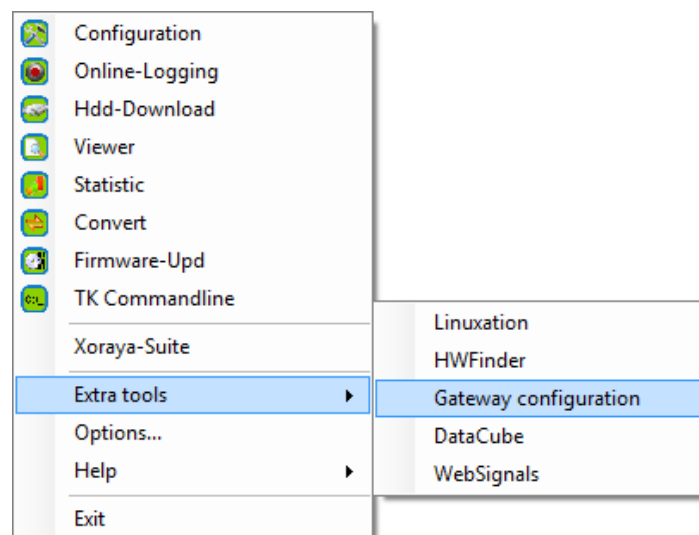 Configuration
Online-Logging
Hdd-Download
Viewer
Statistic
Convert
Firmware-Upd
TK Commandline
Xoraya-Suite
Extra tools
Options...
Help
Exit
Linuxation
HWFinder
Gateway configuration
DataCube
WebSignals